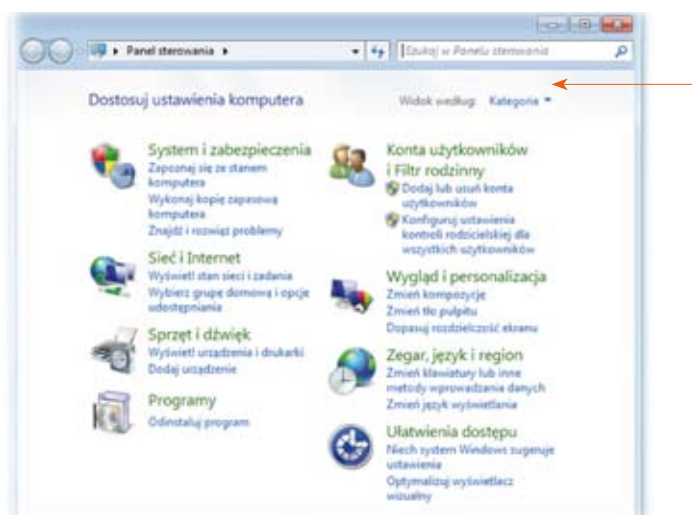 Panel sterowania
Szukaj w Panelu sterowania
Dostosuj ustawienia komputera
Widok według: Kategoria
System i zabezpieczenia
Zapoznaj się ze stanem
komputera
Wykonaj kopię zapasową
komputera
Znajdź i rozwiąż problemy
Sieć i Internet
Wyświetl stan sieci i zadania
Wybierz grupę domową i opcje
udostępniania
Sprzęt i dźwięk
Wyświetl urządzenia i drukarki
Dodaj urządzenie
Programy
Odinstaluj program
Konta użytkowników
i Filtr rodzinny
Dodaj lub usuń konta
użytkowników
Konfiguruj ustawienia
kontroli rodzicielskiej dla
wszystkich użytkowników
Wygląd i personalizacja
Zmień kompozycję
Zmień tło pulpitu
Dopasuj rozdzielczość ekranu
Zegar, język i region
Zmień klawiatury lub inne
metody wprowadzania danych
Zmień język wyświetlania
Ułatwienia dostępu
Niech system Windows sugeruje
ustawienia
Optymalizuj wyświetlacz
wizualny